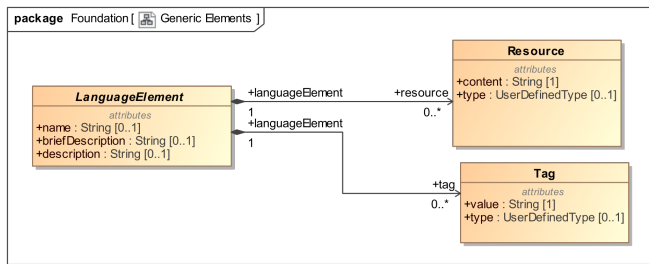 package Foundation [ Generic Elements ]
LanguageElement
attributes
+name : String [0..1]
+briefDescription : String [0..1]
+description : String [0..1]
+languageElement
1
+resource
0..*
+languageElement
1
+tag
0..*
Resource
attributes
+content : String [1]
+type : UserDefinedType [0..1]
Tag
attributes
+value : String [1]
+type : UserDefinedType [0..1]